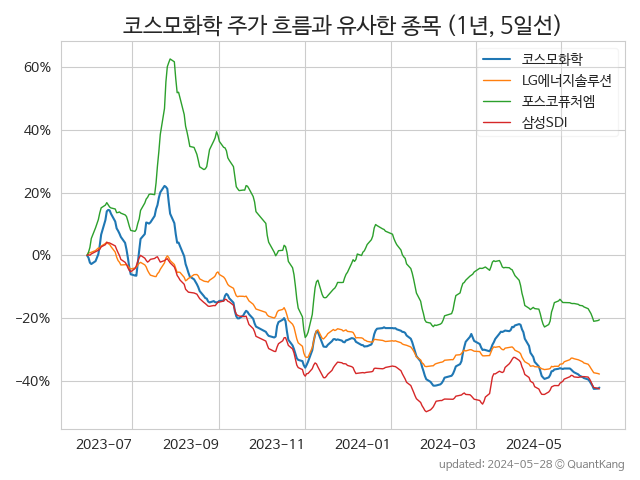 코스모화학 주가 흐름과 유사한 종목 (1년, 5일선)
코스모화학
LG에너지솔루션
포스코퓨처엠
삼성SDI
60%
40%
20%
0%
−20%
−40%
2023-07 2023-09 2023-11 2024-01 2024-03 2024-05
updated: 2024-05-28 © QuantKang